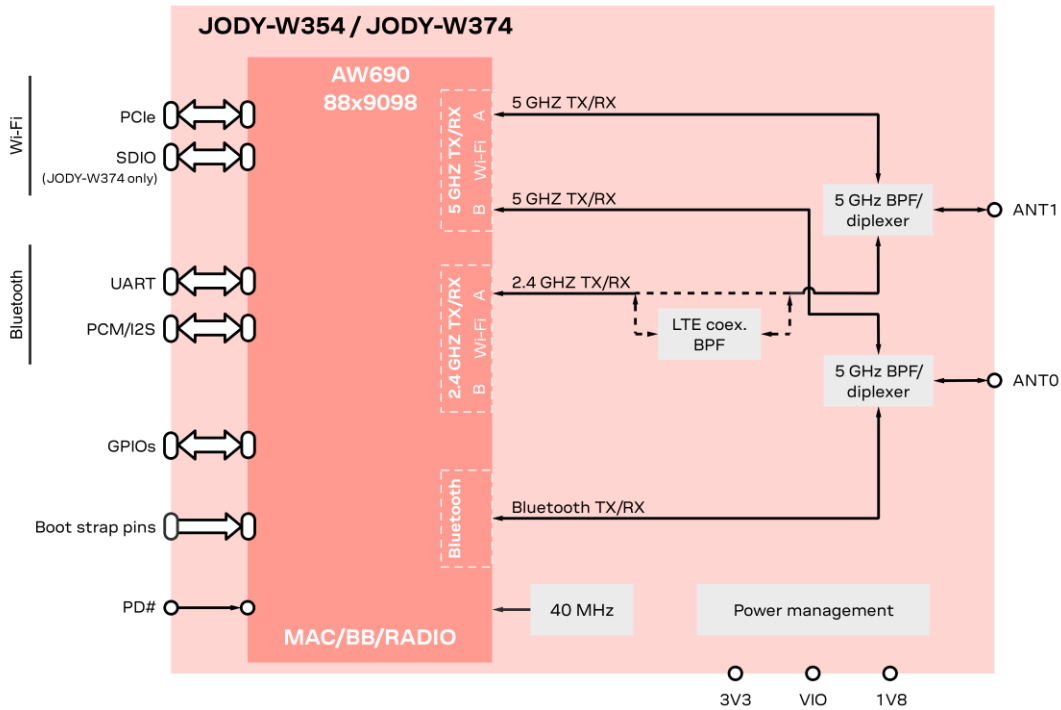 JODY-W354 / JODY-W374
AW690
88x9098
Wi-Fi
PCIe
SDIO
(JODY-W374 only)
Bluetooth
UART
PCM/I2S
GPIOs
Boot strap pins
PD#
5 GHZ TX/RX
Wi-Fi
A
B
2.4 GHZ TX/RX
Wi-Fi
A
B
Bluetooth
MAC/BB/RADIO
5 GHZ TX/RX
5 GHZ TX/RX
2.4 GHZ TX/RX
LTE coex.
BPF
5 GHz BPF/
diplexer
ANT1
5 GHz BPF/
diplexer
ANT0
Bluetooth TX/RX
40 MHz
Power management
3V3
VIO
1V8